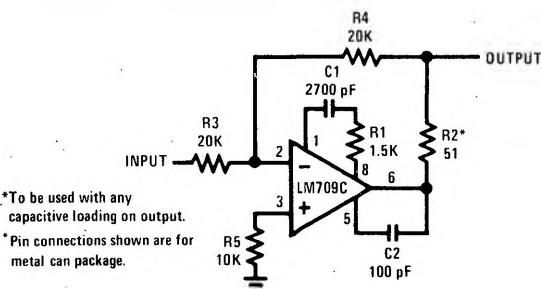 R4
20K
OUTPUT
C1
2700 pF
R3
20K
1
R1
1.5K
R2*
51
INPUT
2
−
8
LM709C
6
*To be used with any
capacitive loading on output.
3
+
5
*Pin connections shown are for
metal can package.
R5
10K
C2
100 pF